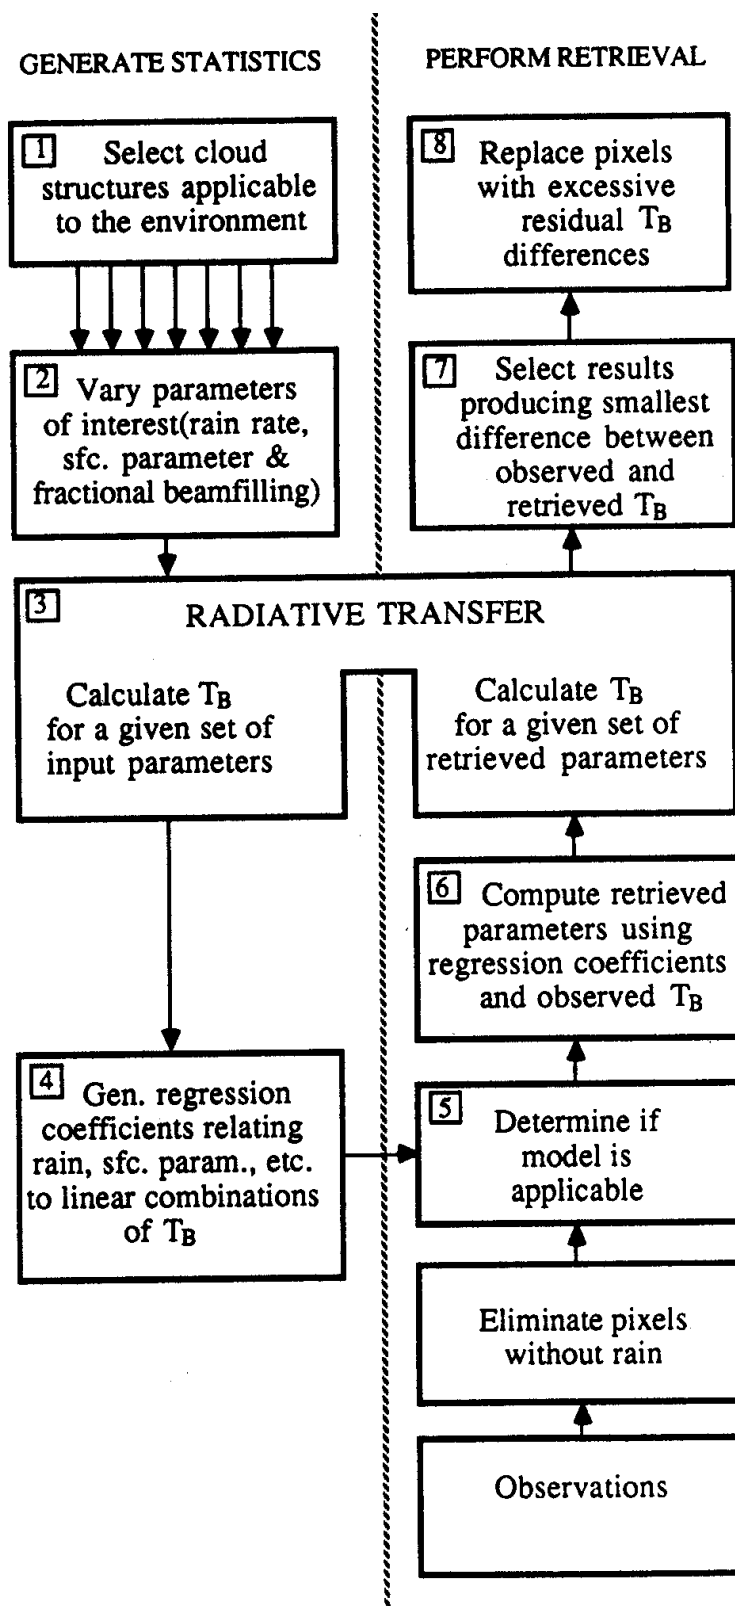 GENERATE STATISTICS
1 Select cloud
structures applicable
to the environment
2 Vary parameters
of interest(rain rate,
sfc. parameter &
fractional beamfilling)
3 RADIATIVE TRANSFER
Calculate TB
for a given set of
input parameters
4 Gen. regression
coefficients relating
rain, sfc. param., etc.
to linear combinations
of TB
PERFORM RETRIEVAL
8 Replace pixels
with excessive
residual TB
differences
7 Select results
producing smallest
difference between
observed and
retrieved TB
Calculate TB
for a given set of
retrieved parameters
6 Compute retrieved
parameters using
regression coefficients
and observed TB
5 Determine if
model is
applicable
Eliminate pixels
without rain
Observations